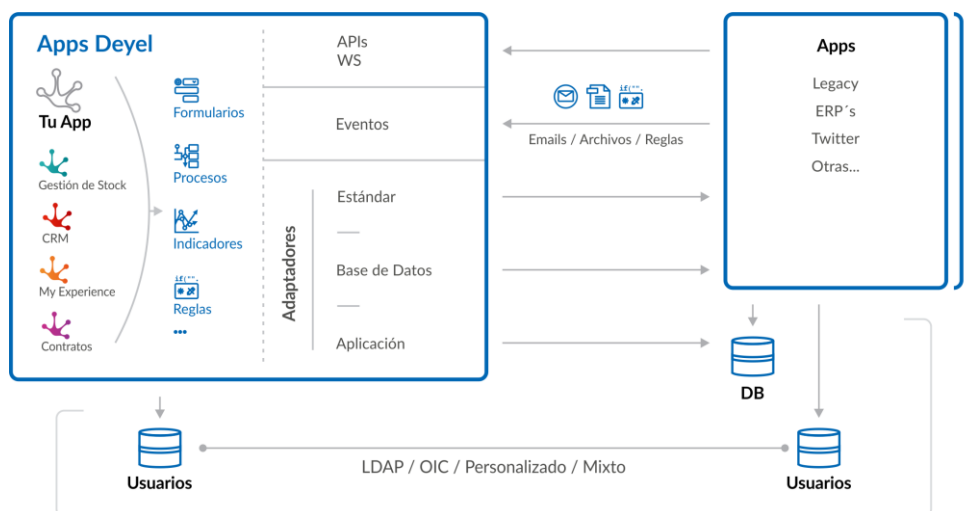 Apps Deyel
Tu App
Gestión de Stock
CRM
My Experience
Contratos
Formularios
Procesos
Indicadores
if("".
Reglas
APIs
WS
Eventos
Adaptadores
Estándar
Base de Datos
Aplicación
if("".
Emails / Archivos / Reglas
Apps
Legacy
ERP´s
Twitter
Otras...
DB
Usuarios
LDAP / OIC / Personalizado / Mixto
Usuarios